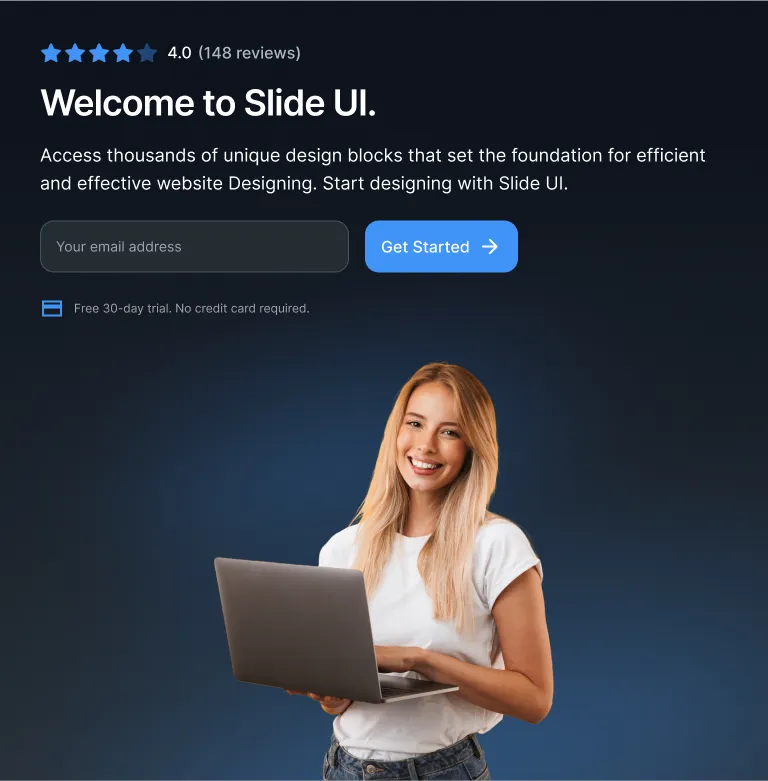 4.0 (148 reviews)
Welcome to Slide UI.
Access thousands of unique design blocks that set the foundation for efficient
and effective website Designing. Start designing with Slide UI.
Your email address
Get Started
Free 30-day trial. No credit card required.